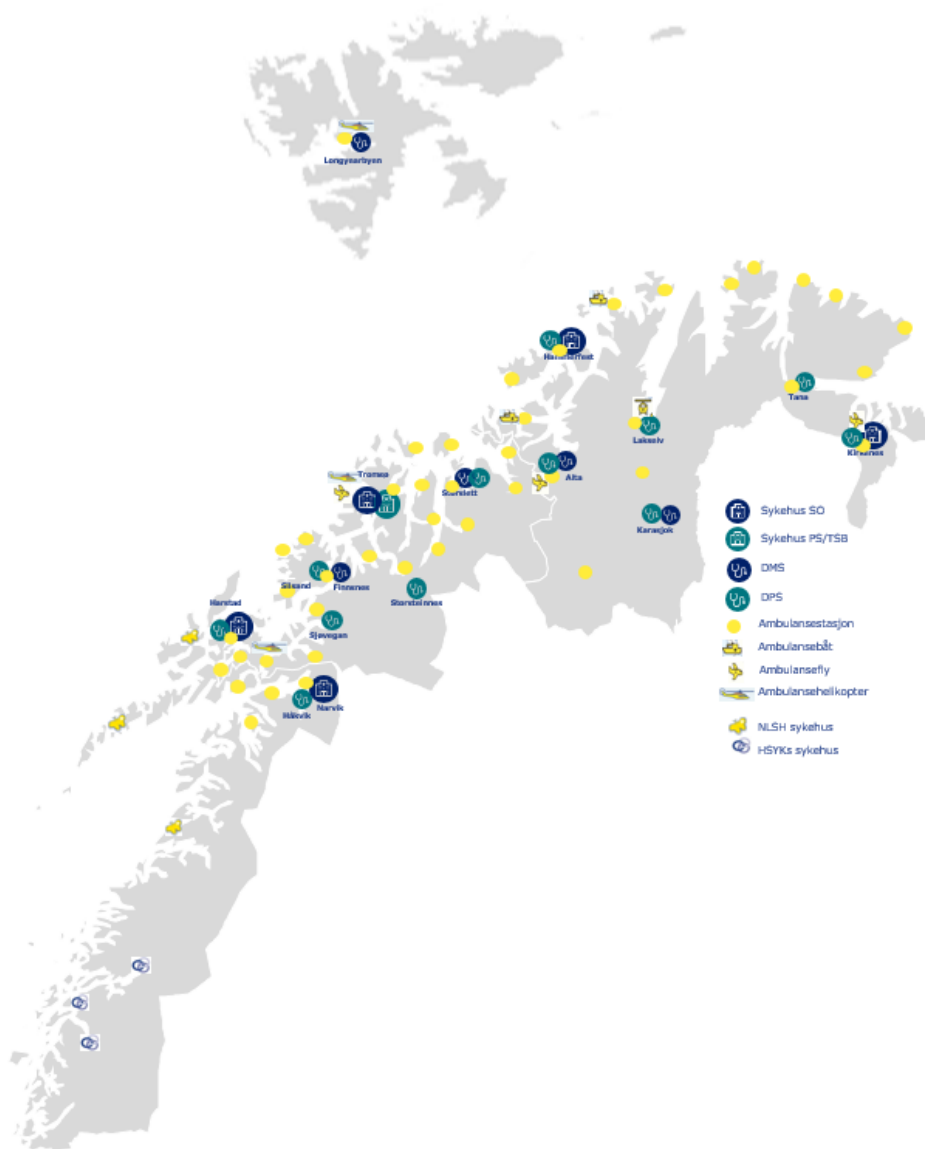 Longyearbyen
Hammerfest
Tana
Lakselv
Kirkenes
Tromsø
Storslett
Alta
Karasjok
Silsand
Finnsnes
Storsteinnes
Harstad
Sjøvegan
Håkvik
Narvik
Sykehus SO
Sykehus PS/TSB
DMS
DPS
Ambulansestasjon
Ambulansebåt
Ambulansefly
Ambulansehelikopter
NLSH sykehus
HSYKs sykehus